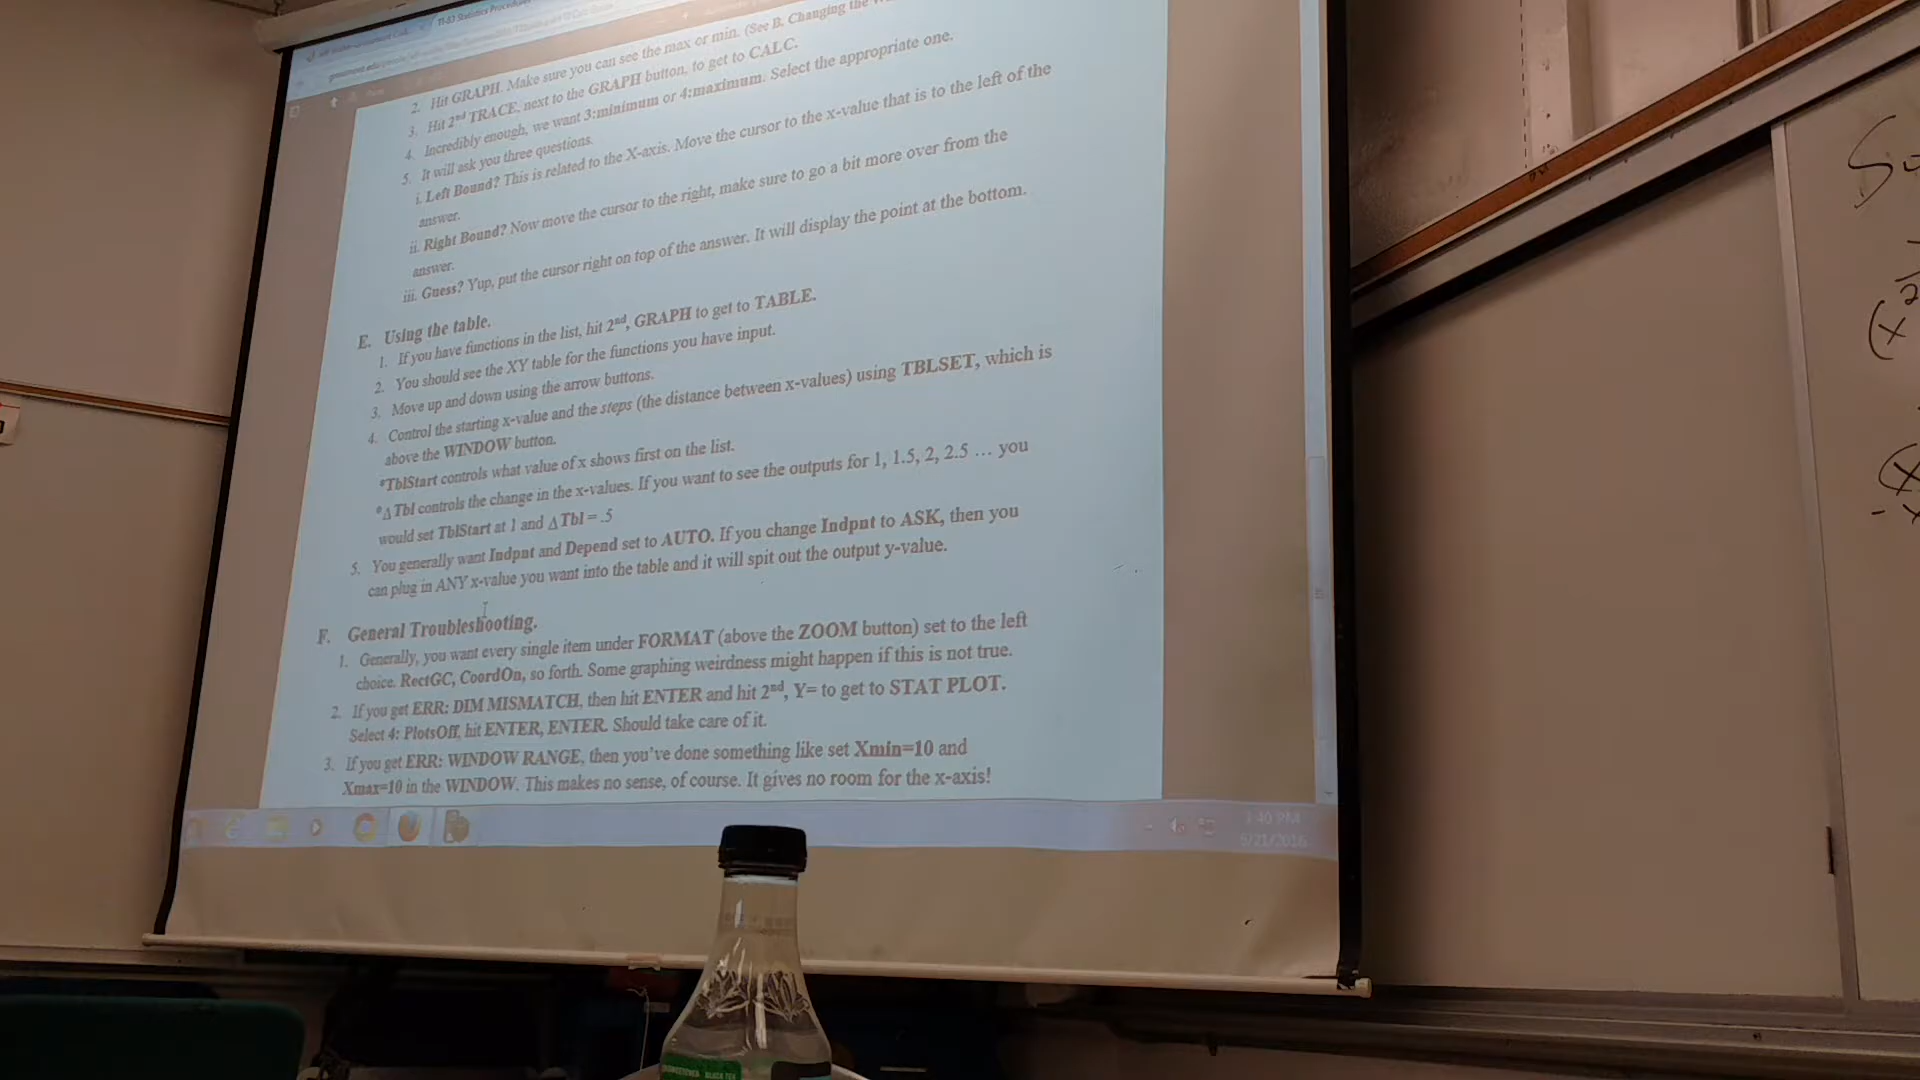 TI-83 Statistics Procedures
2. Hit GRAPH. Make sure you can see the max or min. (See B. Changing the
3. Hit 2nd TRACE, next to the GRAPH button, to get to CALC.
4. Incredibly enough, we want 3:minimum or 4:maximum. Select the appropriate one.
5. It will ask you three questions.
i. Left Bound? This is related to the X-axis. Move the cursor to the x-value that is to the left of the
answer.
ii. Right Bound? Now move the cursor to the right, make sure to go a bit more over from the
answer.
iii. Guess? Yup, put the cursor right on top of the answer. It will display the point at the bottom.
E. Using the table.
1. If you have functions in the list, hit 2nd, GRAPH to get to TABLE.
2. You should see the XY table for the functions you have input.
3. Move up and down using the arrow buttons.
4. Control the starting x-value and the steps (the distance between x-values) using TBLSET, which is
above the WINDOW button.
*TblStart controls what value of x shows first on the list.
*△Tbl controls the change in the x-values. If you want to see the outputs for 1, 1.5, 2, 2.5 … you
would set TblStart at 1 and △Tbl = .5
5. You generally want Indpnt and Depend set to AUTO. If you change Indpnt to ASK, then you
can plug in ANY x-value you want into the table and it will spit out the output y-value.
F. General Troubleshooting.
1. Generally, you want every single item under FORMAT (above the ZOOM button) set to the left
choice. RectGC, CoordOn, so forth. Some graphing weirdness might happen if this is not true.
2. If you get ERR: DIM MISMATCH, then hit ENTER and hit 2nd, Y= to get to STAT PLOT.
Select 4: PlotsOff, hit ENTER, ENTER. Should take care of it.
3. If you get ERR: WINDOW RANGE, then you've done something like set Xmin=10 and
Xmax=10 in the WINDOW. This makes no sense, of course. It gives no room for the x-axis!
1:40 PM
5/21/2016
BLACK TEA